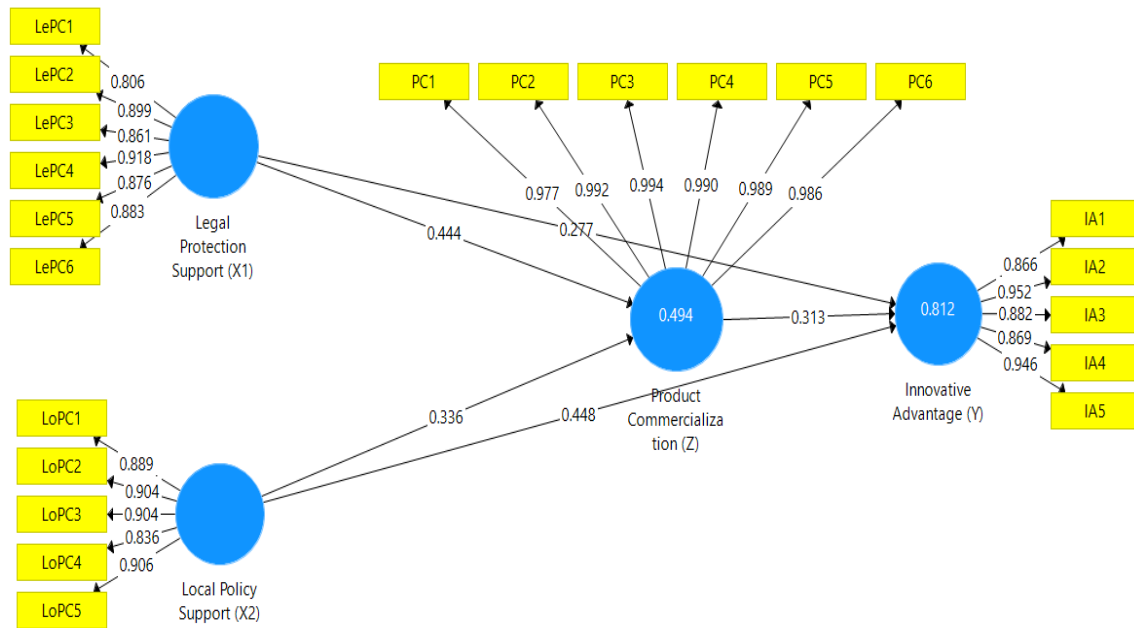 LePC1
LePC2
LePC3
LePC4
LePC5
LePC6
0.806
0.899
0.861
0.918
0.876
0.883
Legal
Protection
Support (X1)
PC1
PC2
PC3
PC4
PC5
PC6
0.977
0.992
0.994
0.990
0.989
0.986
0.444
0.277
0.494
Product
Commercializa
tion (Z)
0.313
0.336
0.448
0.812
Innovative
Advantage (Y)
0.866
0.952
0.882
0.869
0.946
IA1
IA2
IA3
IA4
IA5
LoPC1
LoPC2
LoPC3
LoPC4
LoPC5
0.889
0.904
0.904
0.836
0.906
Local Policy
Support (X2)